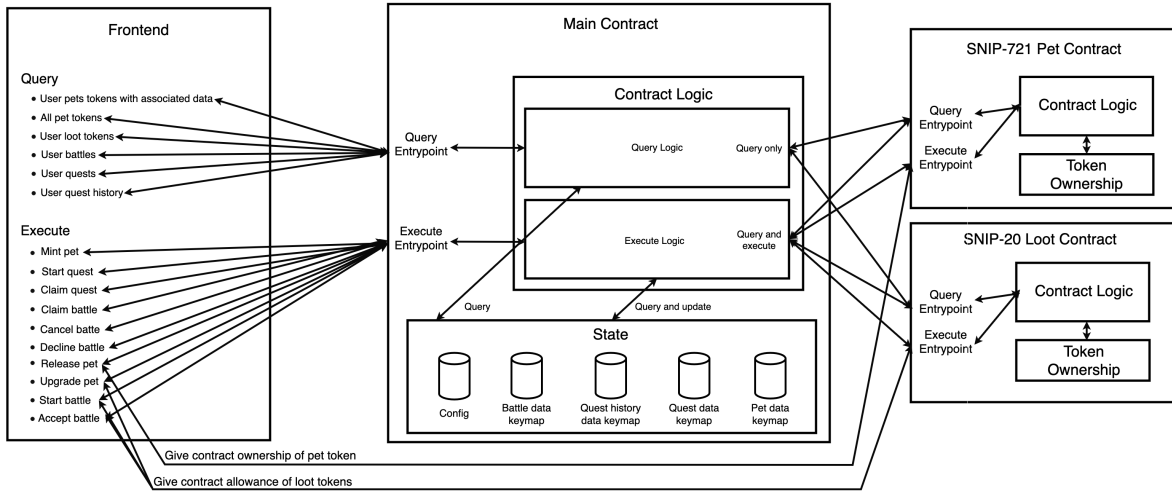 Frontend
Query
• User pets tokens with associated data
• All pet tokens
• User loot tokens
• User battles
• User quests
• User quest history
Execute
• Mint pet
• Start quest
• Claim quest
• Claim battle
• Cancel batte
• Decline battle
• Release pet
• Upgrade pet
• Start battle
• Accept battle
Main Contract
Query
Entrypoint
Execute
Entrypoint
Contract Logic
Query Logic
Query only
Execute Logic
Query and
execute
Query
Query and update
State
Config
Battle data
keymap
Quest history
data keymap
Quest data
keymap
Pet data
keymap
SNIP-721 Pet Contract
Query
Entrypoint
Execute
Entrypoint
Contract Logic
Token
Ownership
SNIP-20 Loot Contract
Query
Entrypoint
Execute
Entrypoint
Contract Logic
Token
Ownership
Give contract ownership of pet token
Give contract allowance of loot tokens